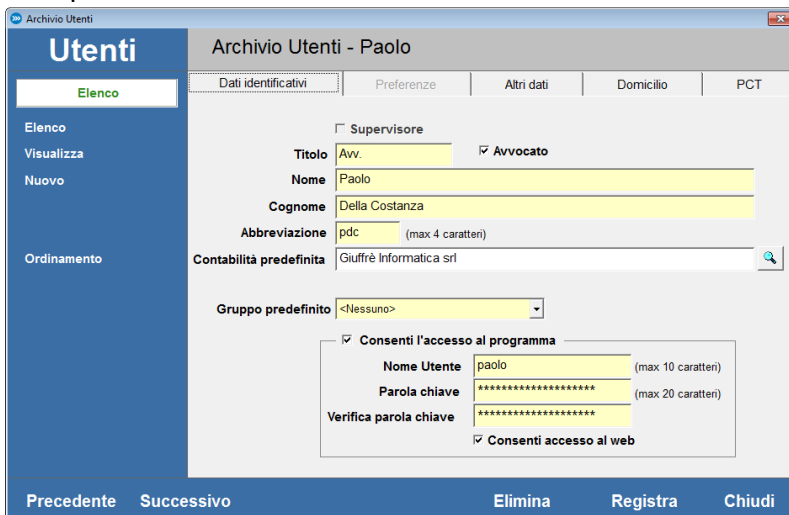 Archivio Utenti
Utenti
Archivio Utenti - Paolo
Elenco
Dati identificativi
Preferenze
Altri dati
Domicilio
PCT
Elenco
Visualizza
Nuovo
Ordinamento
Supervisore
Titolo Avv. Avvocato
Nome Paolo
Cognome Della Costanza
Abbreviazione pdc (max 4 caratteri)
Contabilità predefinita Giuffrè Informatica srl
Gruppo predefinito <Nessuno>
Consenti l'accesso al programma
Nome Utente paolo (max 10 caratteri)
Parola chiave ******************** (max 20 caratteri)
Verifica parola chiave ********************
Consenti accesso al web
Precedente Successivo Elimina Registra Chiudi